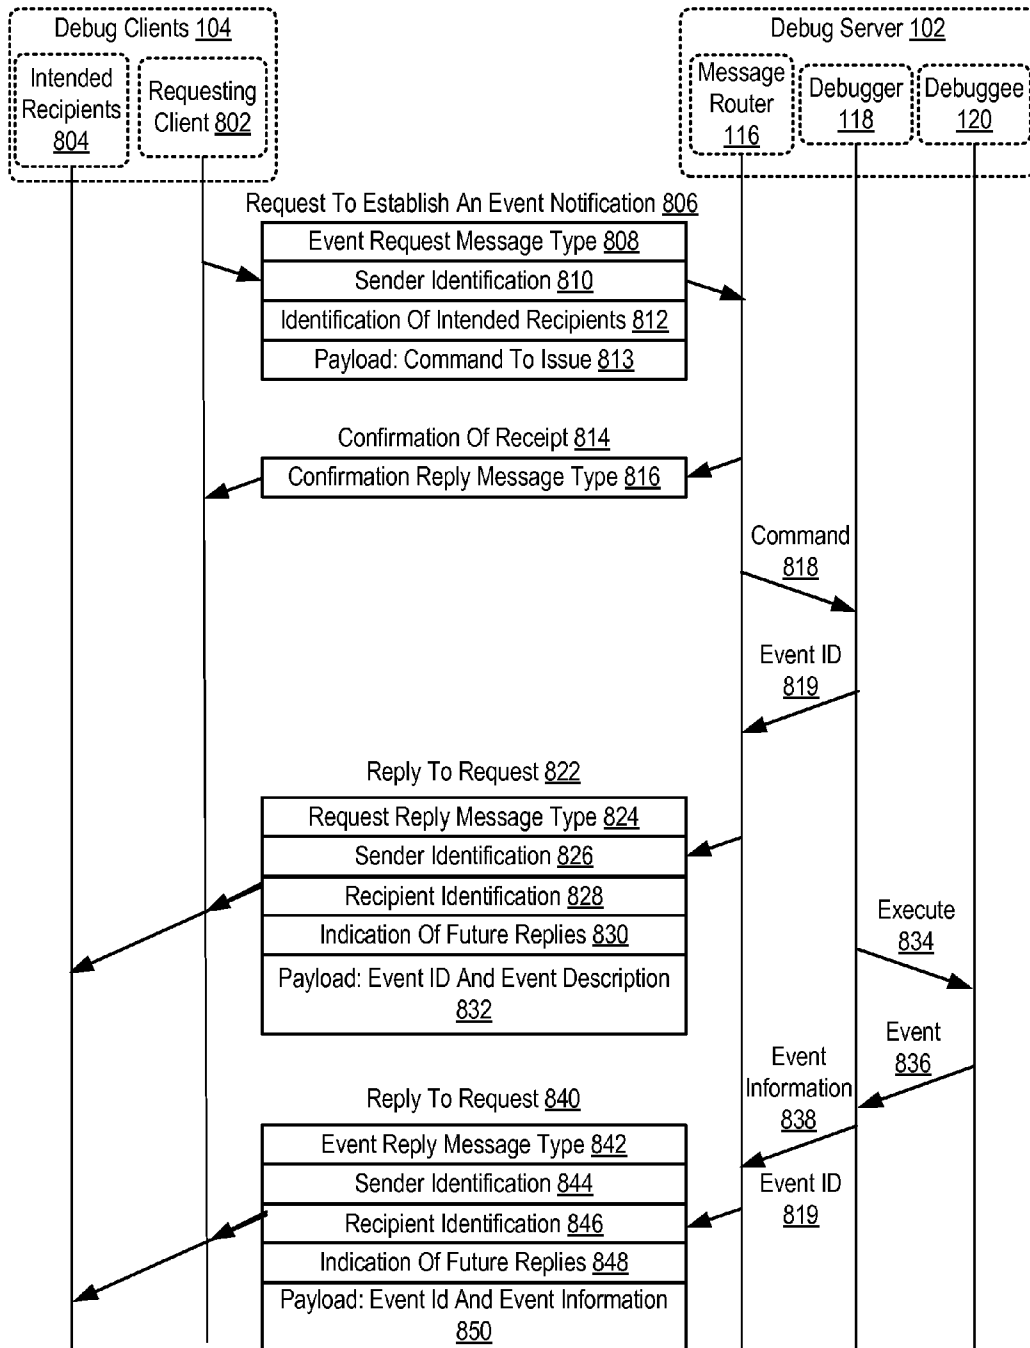 Debug Clients 104
Debug Server 102
Intended
Recipients
804
Requesting
Client 802
Message
Router
116
Debugger
118
Debuggee
120
Request To Establish An Event Notification 806
Event Request Message Type 808
Sender Identification 810
Identification Of Intended Recipients 812
Payload: Command To Issue 813
Confirmation Of Receipt 814
Confirmation Reply Message Type 816
Command
818
Event ID
819
Reply To Request 822
Request Reply Message Type 824
Sender Identification 826
Recipient Identification 828
Indication Of Future Replies 830
Payload: Event ID And Event Description
832
Execute
834
Event
836
Event
Information
838
Reply To Request 840
Event Reply Message Type 842
Sender Identification 844
Event ID
819
Recipient Identification 846
Indication Of Future Replies 848
Payload: Event Id And Event Information
850